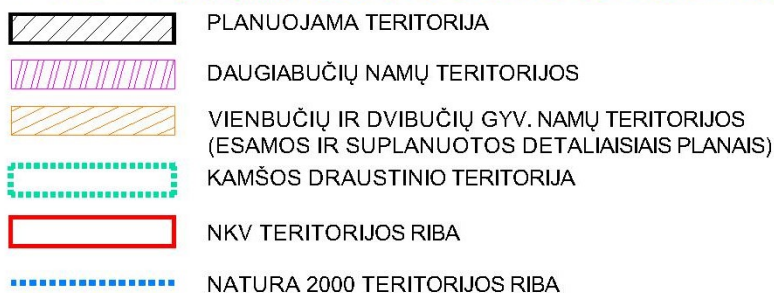 PLANUOJAMA TERITORIJA
DAUGIABUČIŲ NAMŲ TERITORIJOS
VIENBUČIŲ IR DVIBUČIŲ GYV. NAMŲ TERITORIJOS
(ESAMOS IR SUPLANUOTOS DETALIAISIAIS PLANAIS)
KAMŠOS DRAUSTINIO TERITORIJA
NKV TERITORIJOS RIBA
NATURA 2000 TERITORIJOS RIBA